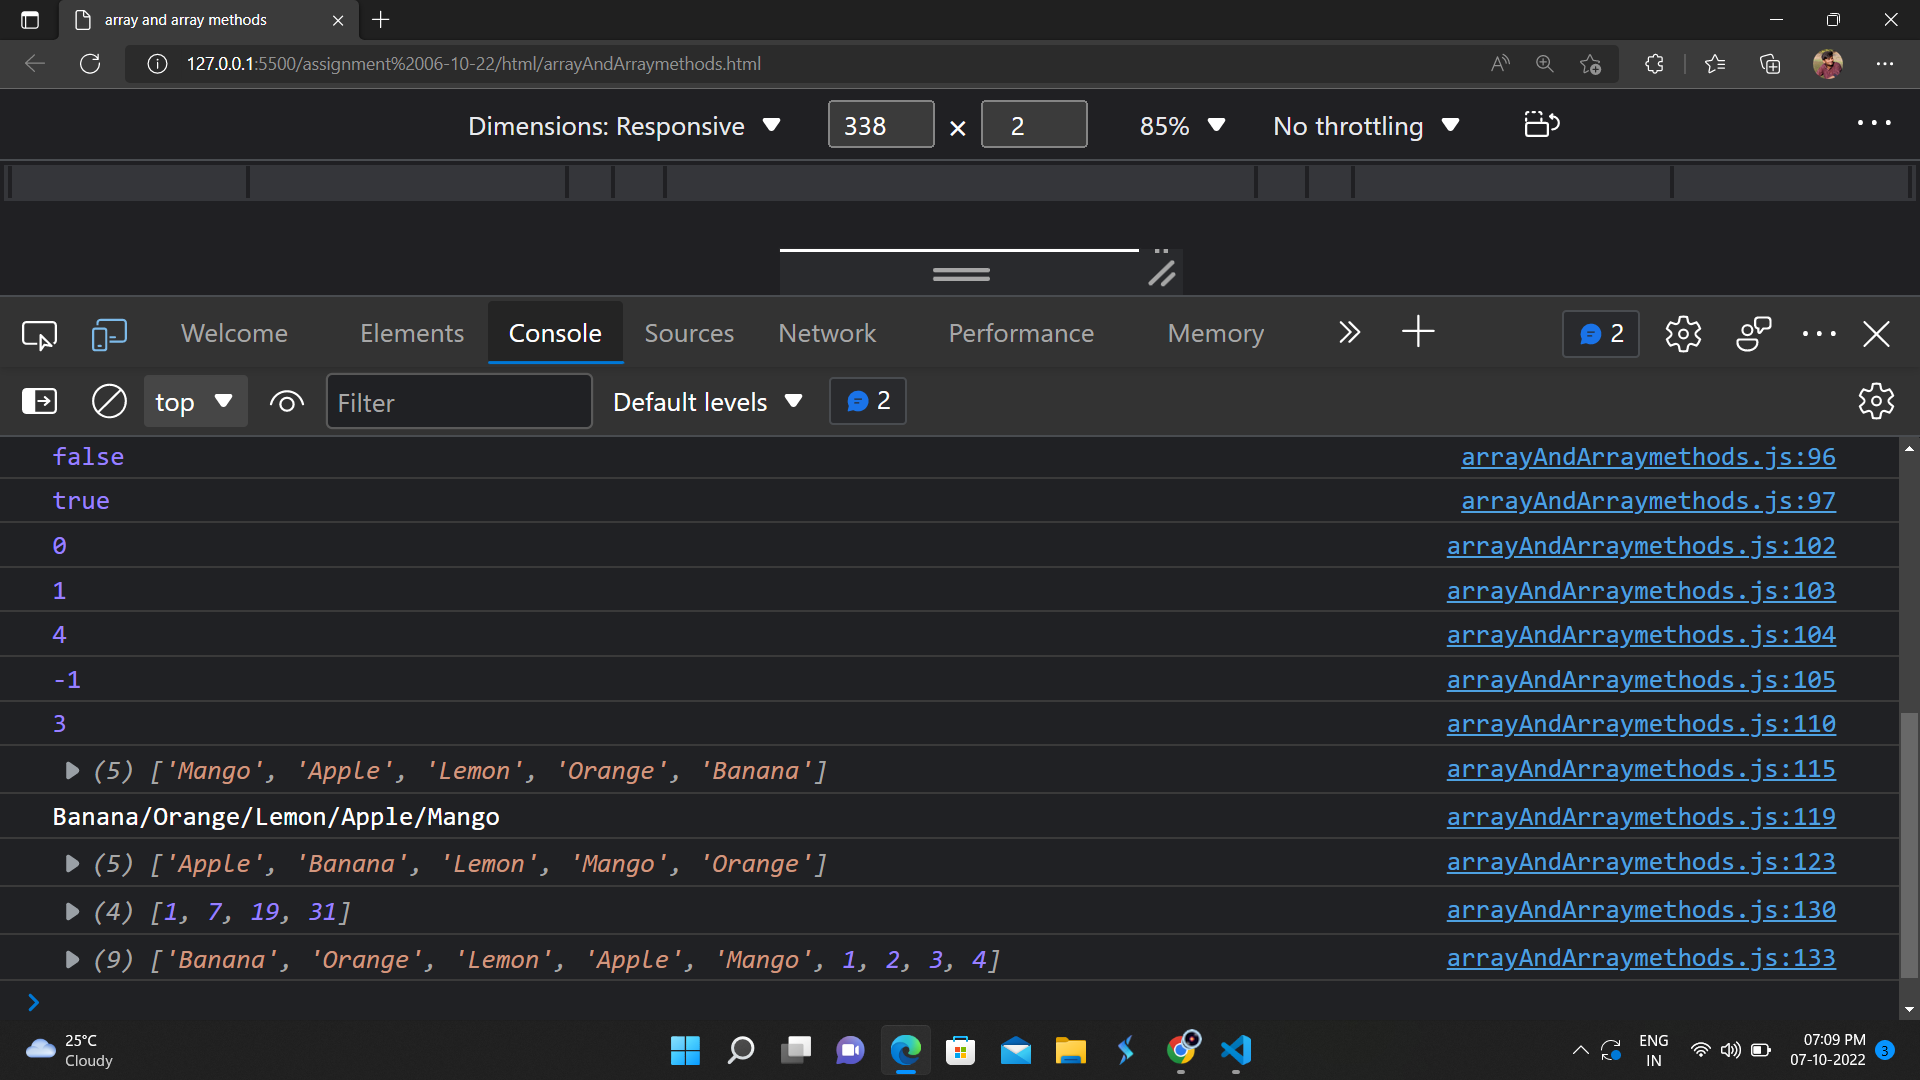 array and array methods
127.0.0.1:5500/assignment%2006-10-22/html/arrayAndArraymethods.html
Dimensions: Responsive 338 × 2 85% No throttling
Welcome Elements Console Sources Network Performance Memory 2
top Filter Default levels 2
false arrayAndArraymethods.js:96
true arrayAndArraymethods.js:97
0 arrayAndArraymethods.js:102
1 arrayAndArraymethods.js:103
4 arrayAndArraymethods.js:104
-1 arrayAndArraymethods.js:105
3 arrayAndArraymethods.js:110
(5) ['Mango', 'Apple', 'Lemon', 'Orange', 'Banana'] arrayAndArraymethods.js:115
Banana/Orange/Lemon/Apple/Mango arrayAndArraymethods.js:119
(5) ['Apple', 'Banana', 'Lemon', 'Mango', 'Orange'] arrayAndArraymethods.js:123
(4) [1, 7, 19, 31] arrayAndArraymethods.js:130
(9) ['Banana', 'Orange', 'Lemon', 'Apple', 'Mango', 1, 2, 3, 4] arrayAndArraymethods.js:133
25°C
Cloudy
ENG
IN
07:09 PM
07-10-2022
3